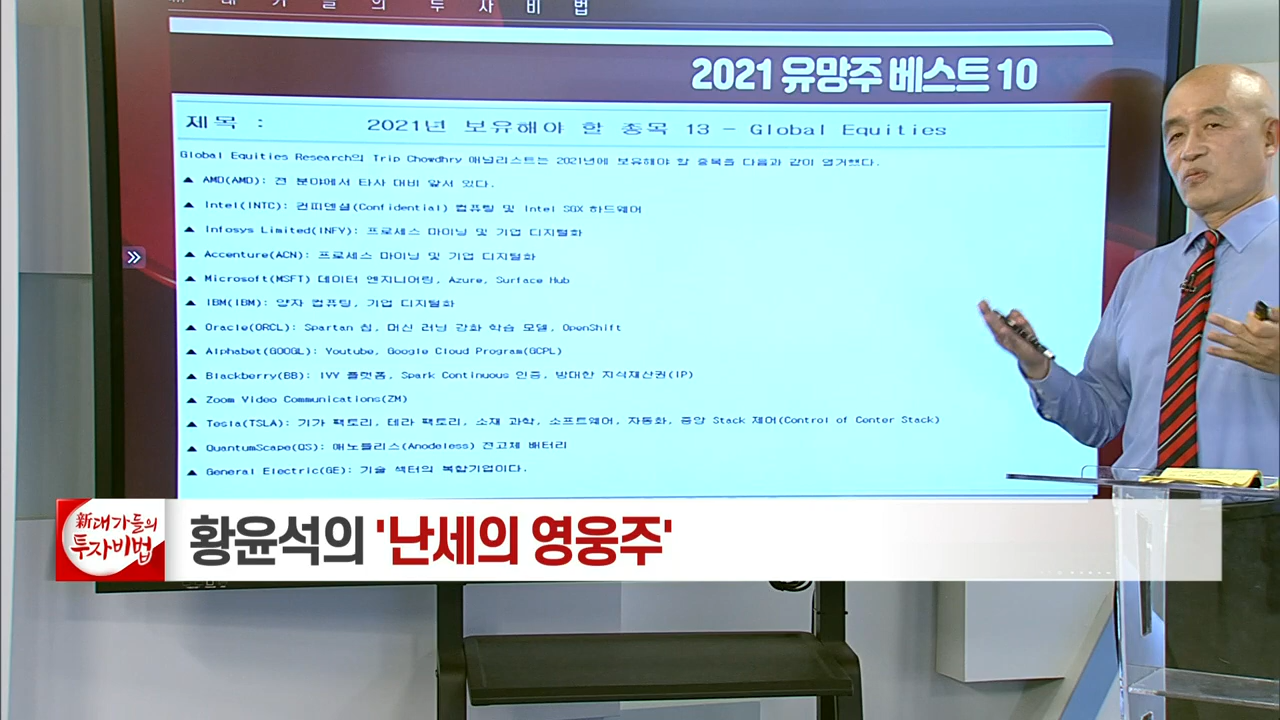 新 대 가 들 의 투 자 비 법
2021 유망주 베스트 10
제목 : 2021년 보유해야 할 종목 13 - Global Equities
Global Equities Research의 Trip Chowdhry 애널리스트는 2021년에 보유해야 할 종목을 다음과 같이 열거했다.
▲ AMD(AMD): 전 분야에서 타사 대비 앞서 있다.
▲ Intel(INTC): 컨피덴셜(Confidential) 컴퓨팅 및 Intel SGX 하드웨어
▲ Infosys Limited(INFY): 프로세스 마이닝 및 기업 디지털화
▲ Accenture(ACN): 프로세스 마이닝 및 기업 디지털화
▲ Microsoft(MSFT) 데이터 엔지니어링, Azure, Surface Hub
▲ IBM(IBM): 양자 컴퓨팅, 기업 디지털화
▲ Oracle(ORCL): Spartan 칩, 머신 러닝 강화 학습 모델, OpenShift
▲ Alphabet(GOOGL): Youtube, Google Cloud Program(GCPL)
▲ Blackberry(BB): IVY 플랫폼, Spark Continuous 인증, 방대한 지식재산권(IP)
▲ Zoom Video Communications(ZM)
▲ Tesla(TSLA): 기가 팩토리, 테라 팩토리, 소재 과학, 소프트웨어, 자동화, 중앙 Stack 제어(Control of Center Stack)
▲ QuantumScape(QS): 애노들리스(Anodeless) 전고체 배터리
▲ General Electric(GE): 기술 섹터의 복합기업이다.
新대가들의
투자비법
황윤석의 '난세의 영웅주'